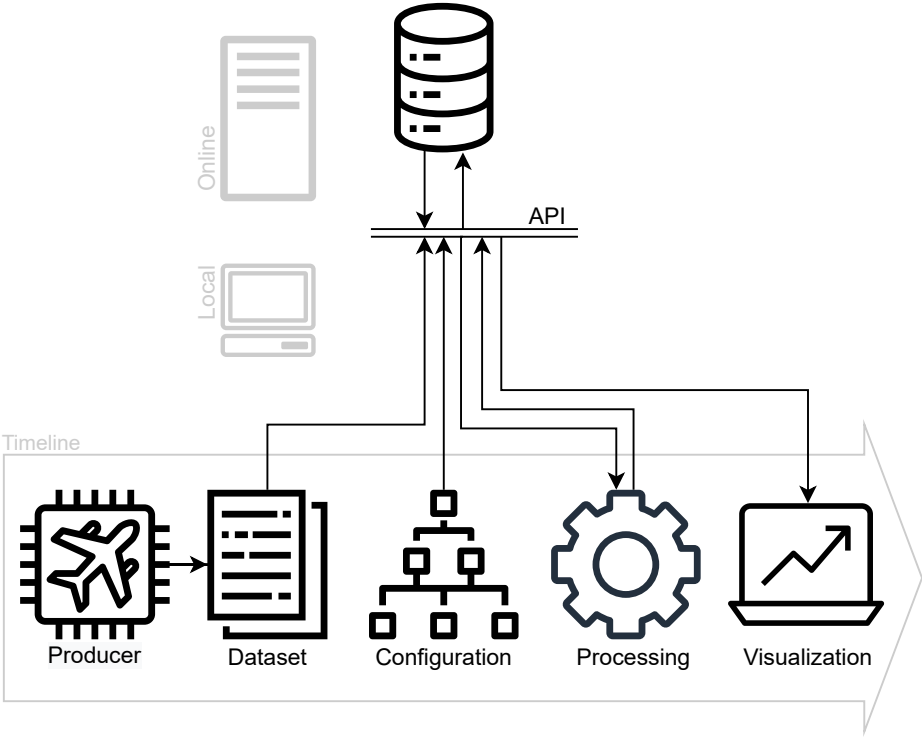 Online
API
Local
Timeline
Producer
Dataset
Configuration
Processing
Visualization